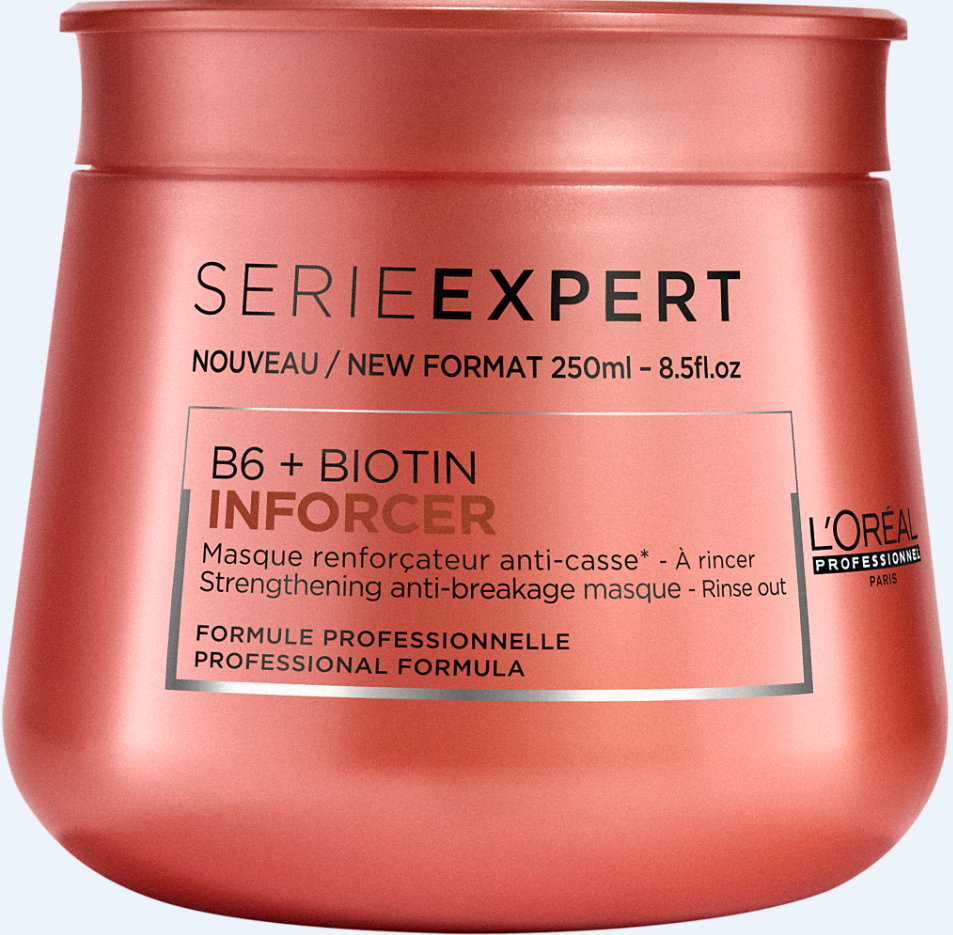 SERIEEXPERT
NOUVEAU / NEW FORMAT 250ml - 8.5fl.oz
B6 + BIOTIN
INFORCER
Masque renforçateur anti-casse* - À rincer
Strengthening anti-breakage masque - Rinse out
FORMULE PROFESSIONNELLE
PROFESSIONAL FORMULA
L'ORÉAL
PROFESSIONNEL
PARIS